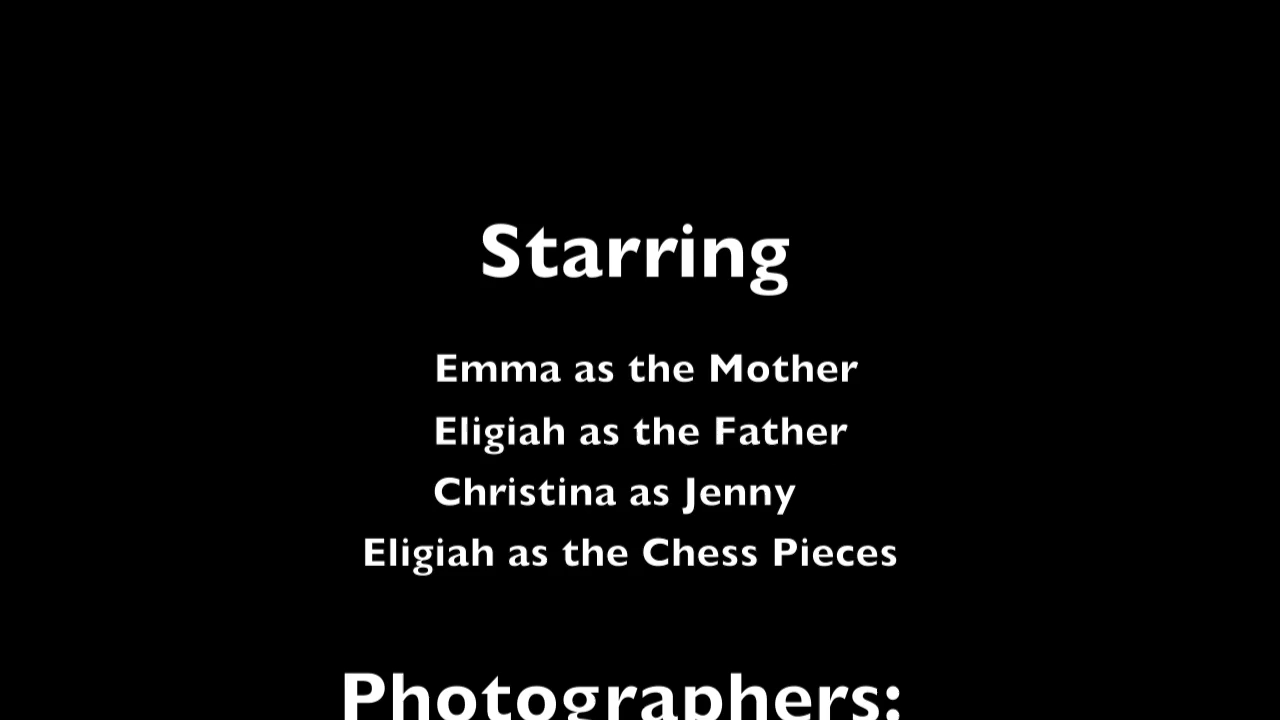 Starring
Emma as the Mother
Eligiah as the Father
Christina as Jenny
Eligiah as the Chess Pieces
Photographers: